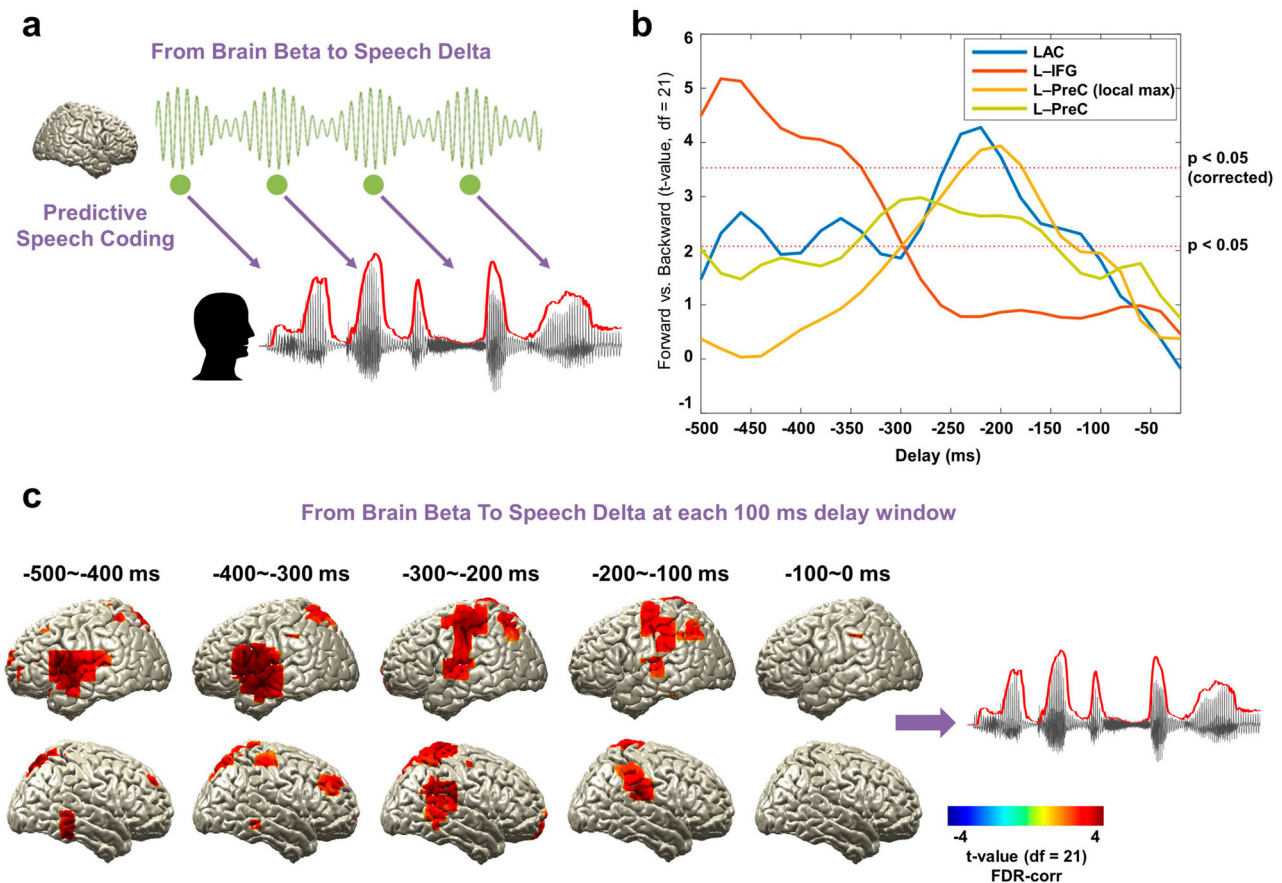 a
From Brain Beta to Speech Delta
Predictive
Speech Coding
b
Forward vs. Backward (t-value, df = 21)
6
5
4
3
2
1
0
-1
LAC
L–IFG
L–PreC (local max)
L–PreC
p < 0.05
(corrected)
p < 0.05
-500 -450 -400 -350 -300 -250 -200 -150 -100 -50
Delay (ms)
c
From Brain Beta To Speech Delta at each 100 ms delay window
-500~-400 ms -400~-300 ms -300~-200 ms -200~-100 ms -100~0 ms
-4 4
t-value (df = 21)
FDR-corr